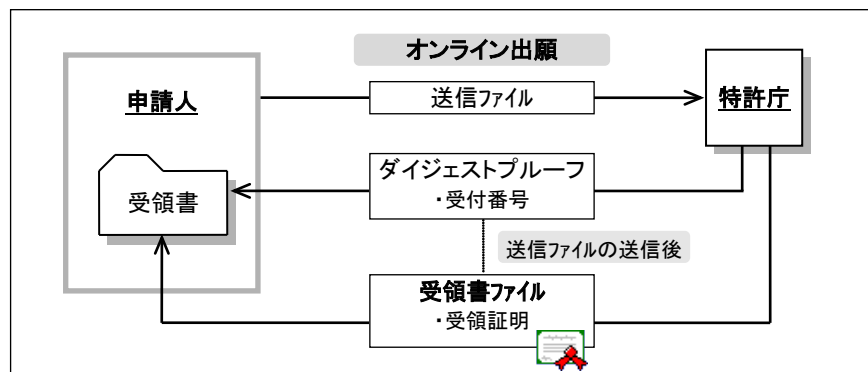 オンライン出願
申請人
送信ファイル
特許庁
受領書
ダイジェストプルーフ
・受付番号
送信ファイルの送信後
受領書ファイル
・受領証明